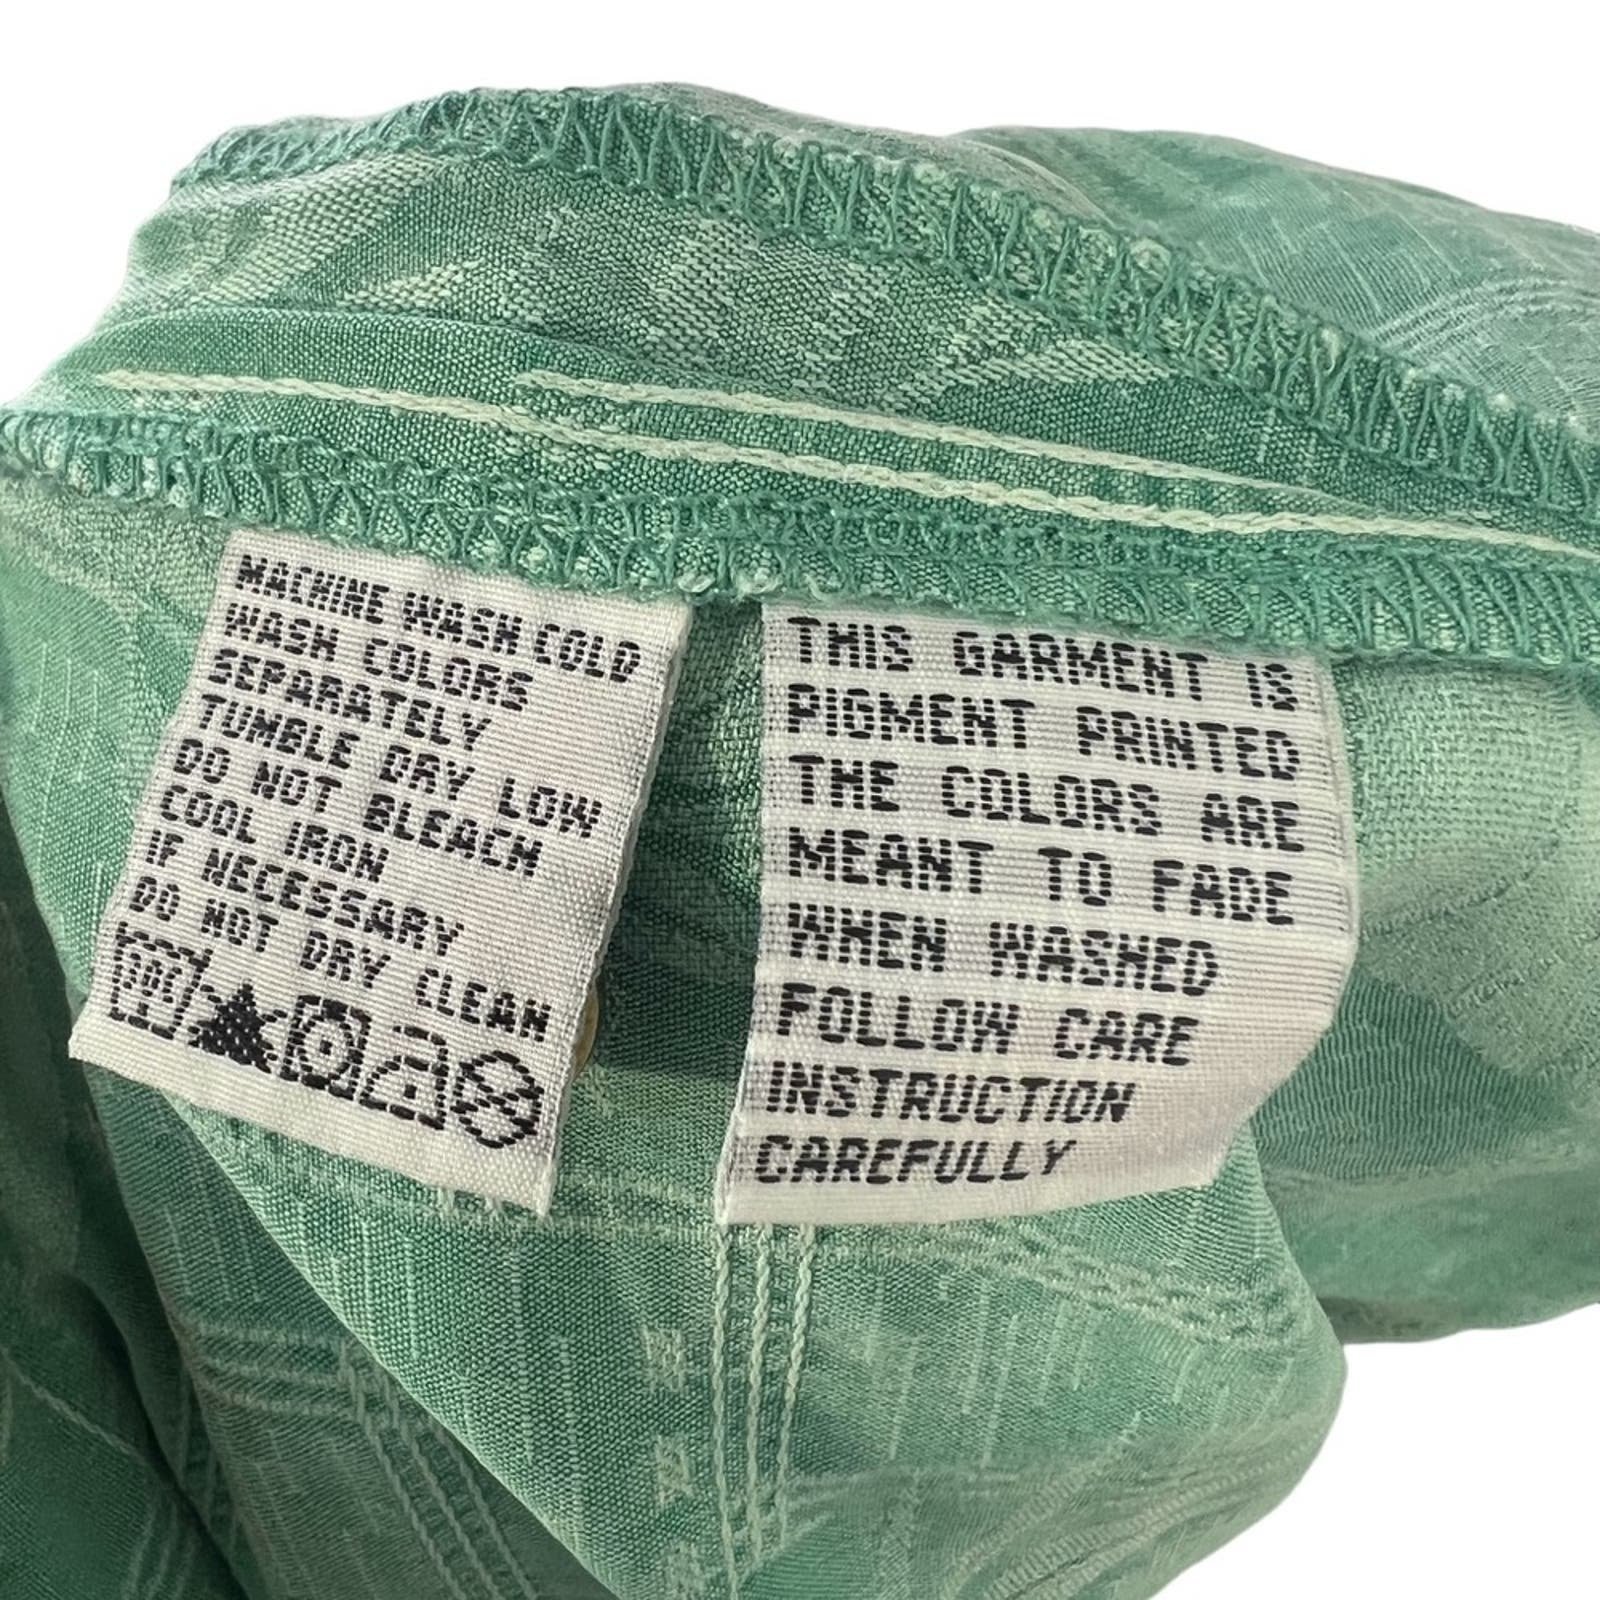 MACHINE WASH COLD
WASH COLORS
SEPARATELY
TUMBLE DRY LOW
DO NOT BLEACH
COOL IRON
IF NECESSARY
DO NOT DRY CLEAN
THIS GARMENT IS
PIGMENT PRINTED
THE COLORS ARE
MEANT TO FADE
WHEN WASHED
FOLLOW CARE
INSTRUCTION
CAREFULLY